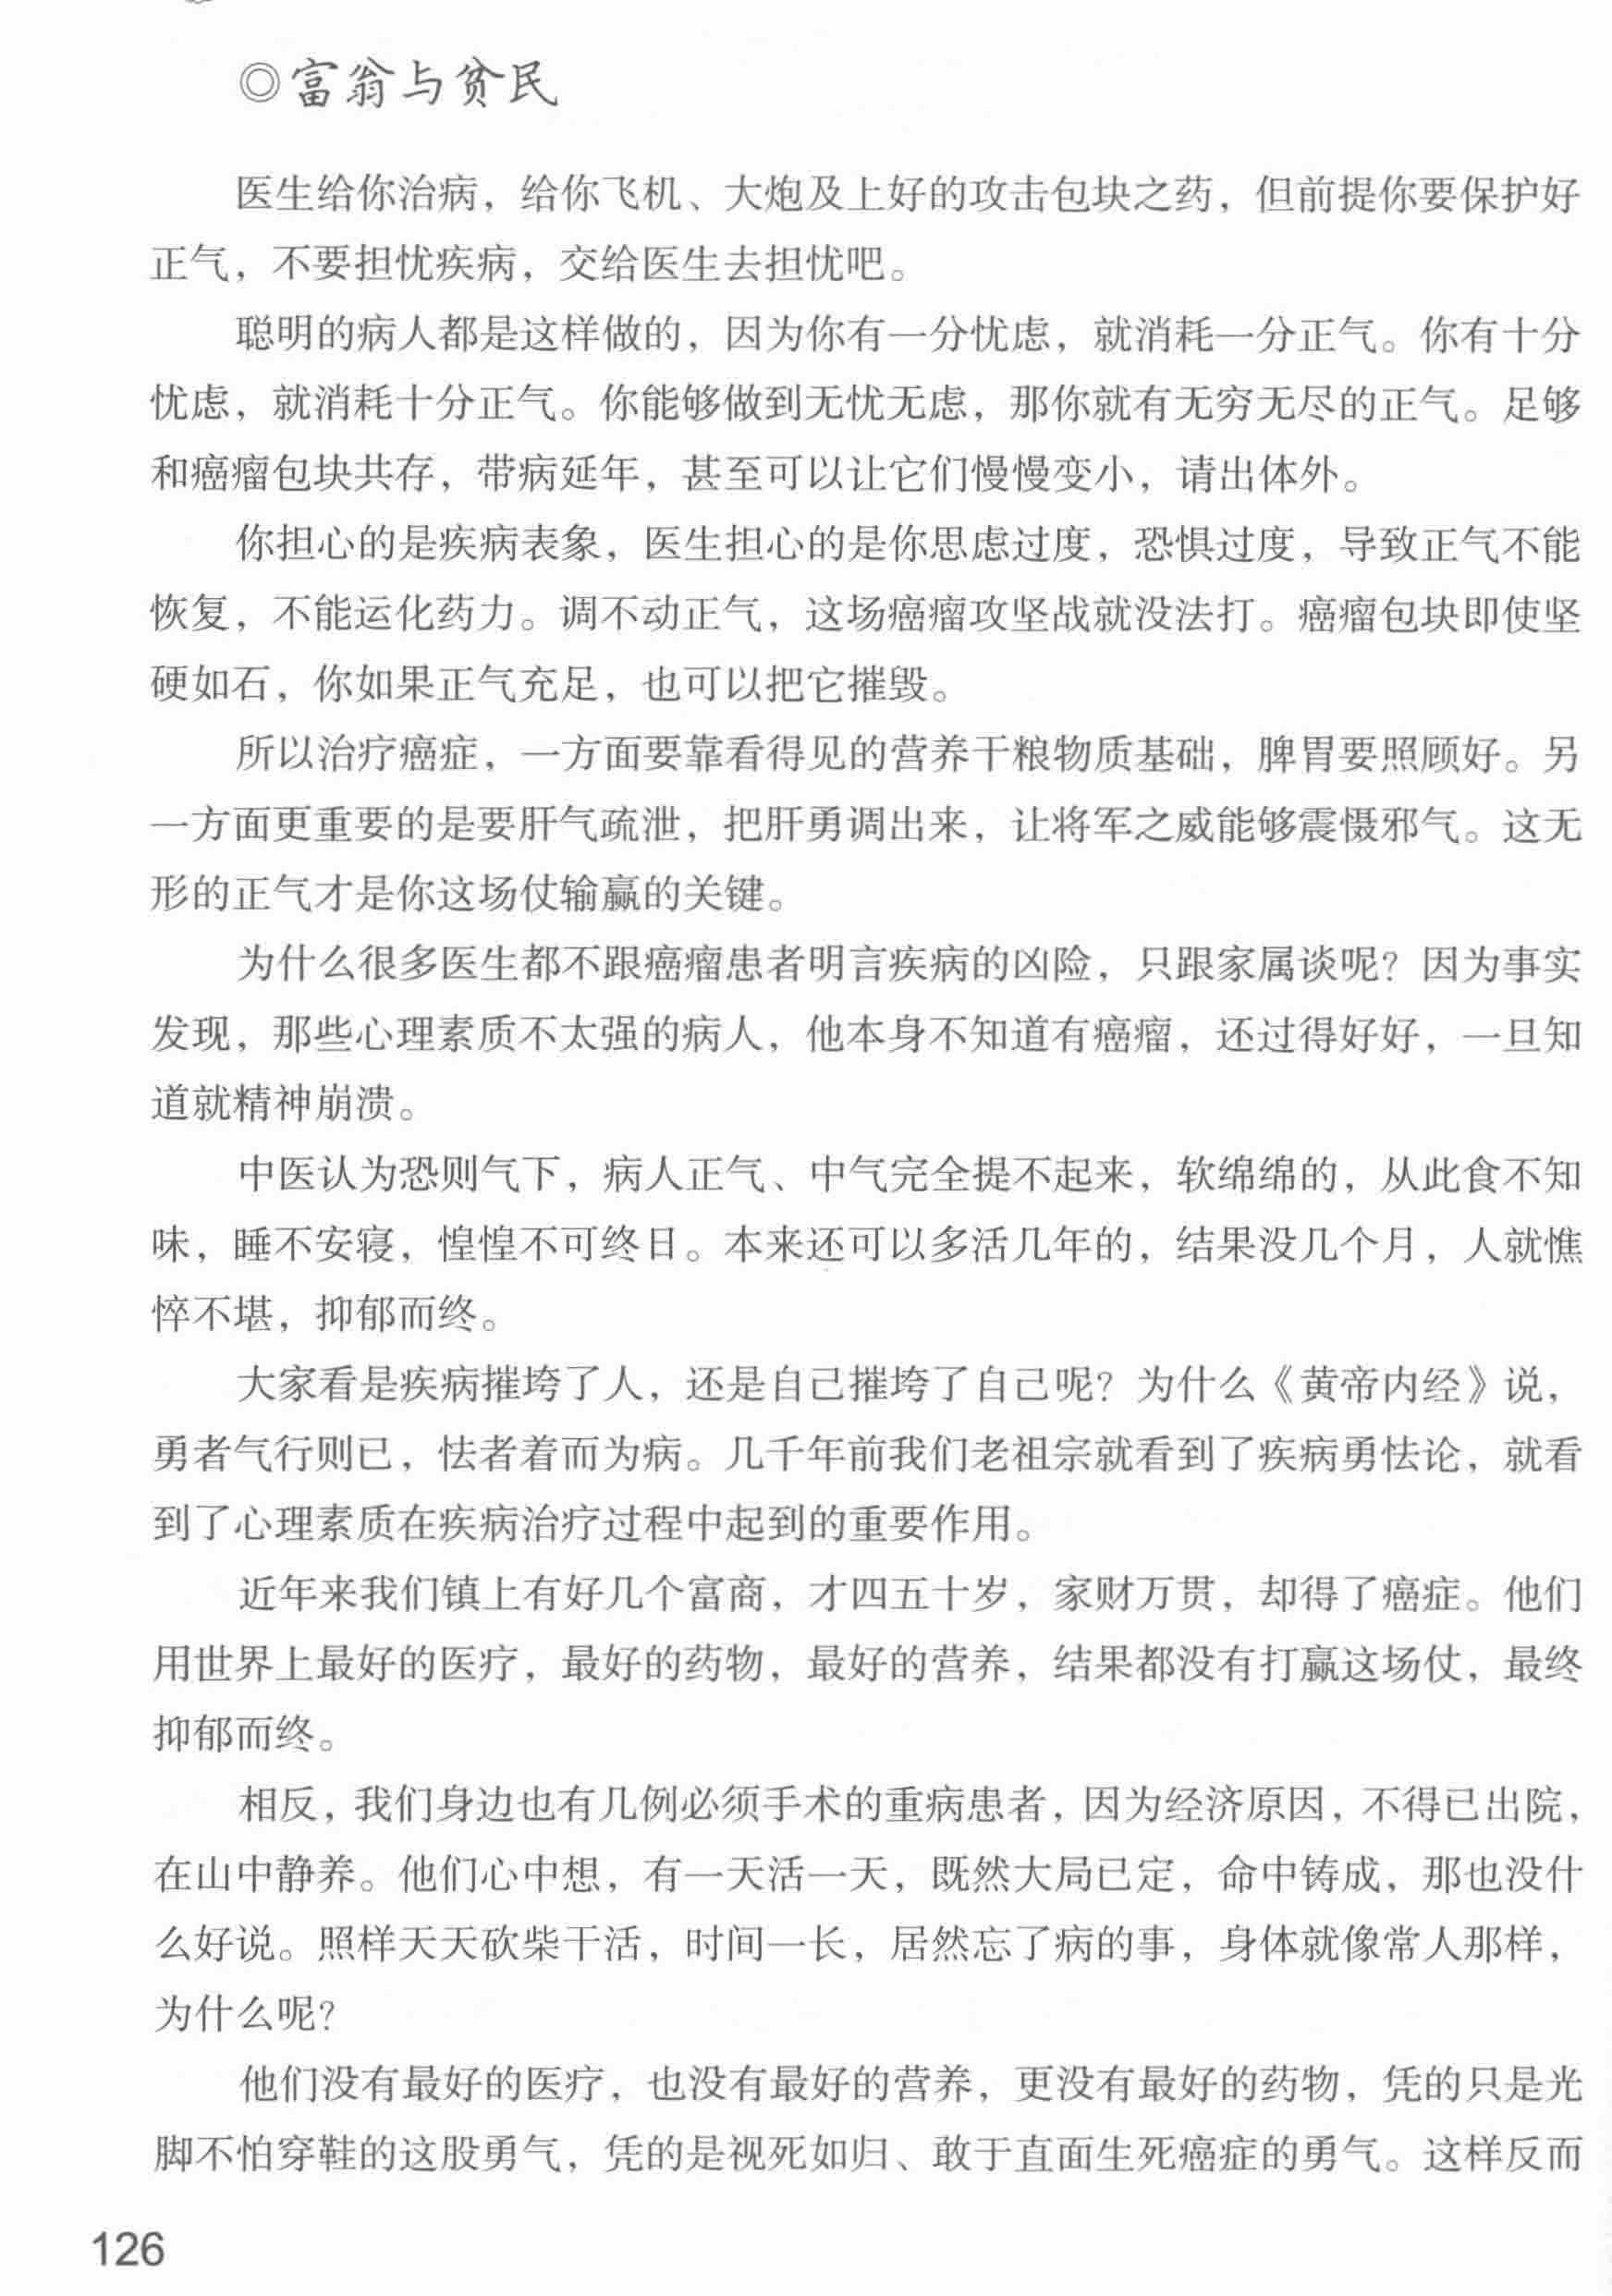 ◎富翁与贫民
医生给你治病，给你飞机、大炮及上好的攻击包块之药，但前提你要保护好
正气，不要担忧疾病，交给医生去担忧吧。
聪明的病人都是这样做的，因为你有一分忧虑，就消耗一分正气。你有十分
忧虑，就消耗十分正气。你能够做到无忧无虑，那你就有无穷无尽的正气。足够
和癌瘤包块共存，带病延年，甚至可以让它们慢慢变小，请出体外。
你担心的是疾病表象，医生担心的是你思虑过度，恐惧过度，导致正气不能
恢复，不能运化药力。调不动正气，这场癌瘤攻坚战就没法打。癌瘤包块即使坚
硬如石，你如果正气充足，也可以把它摧毁。
所以治疗癌症，一方面要靠看得见的营养干粮物质基础，脾胃要照顾好。另
一方面更重要的是要肝气疏泄，把肝勇调出来，让将军之威能够震慑邪气。这无
形的正气才是你这场仗输赢的关键。
为什么很多医生都不跟癌瘤患者明言疾病的凶险，只跟家属谈呢？因为事实
发现，那些心理素质不太强的病人，他本身不知道有癌瘤，还过得好好，一旦知
道就精神崩溃。
中医认为恐则气下，病人正气、中气完全提不起来，软绵绵的，从此食不知
味，睡不安寝，惶惶不可终日。本来还可以多活几年的，结果没几个月，人就憔
悴不堪，抑郁而终。
大家看是疾病摧垮了人，还是自己摧垮了自己呢？为什么《黄帝内经》说，
勇者气行则已，怯者着而为病。几千年前我们老祖宗就看到了疾病勇怯论，就看
到了心理素质在疾病治疗过程中起到的重要作用。
近年来我们镇上有好几个富商，才四五十岁，家财万贯，却得了癌症。他们
用世界上最好的医疗，最好的药物，最好的营养，结果都没有打赢这场仗，最终
抑郁而终。
相反，我们身边也有几例必须手术的重病患者，因为经济原因，不得已出院，
在山中静养。他们心中想，有一天活一天，既然大局已定，命中铸成，那也没什
么好说。照样天天砍柴干活，时间一长，居然忘了病的事，身体就像常人那样，
为什么呢？
他们没有最好的医疗，也没有最好的营养，更没有最好的药物，凭的只是光
脚不怕穿鞋的这股勇气，凭的是视死如归、敢于直面生死癌症的勇气。这样反而
126